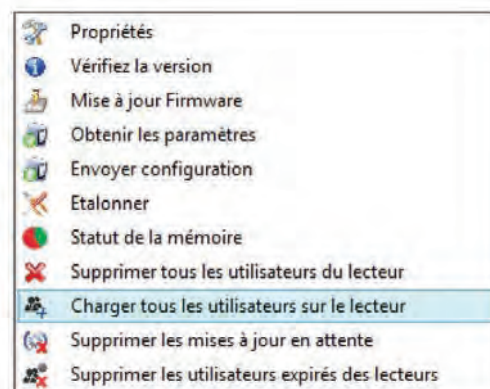 Propriétés
Vérifiez la version
Mise à jour Firmware
Obtenir les paramètres
Envoyer configuration
Etalonner
Statut de la mémoire
Supprimer tous les utilisateurs du lecteur
Charger tous les utilisateurs sur le lecteur
Supprimer les mises à jour en attente
Supprimer les utilisateurs expirés des lecteurs